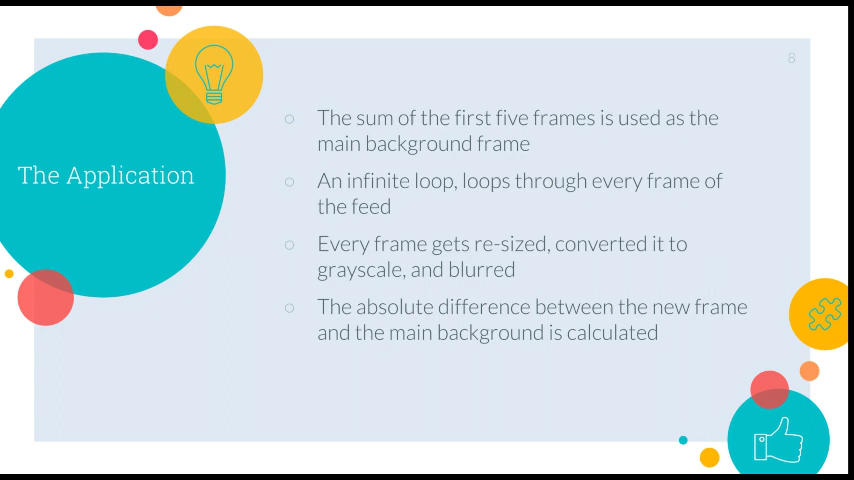 8
The Application
The sum of the first five frames is used as the
main background frame
An infinite loop, loops through every frame of
the feed
Every frame gets re-sized, converted it to
grayscale, and blurred
The absolute difference between the new frame
and the main background is calculated